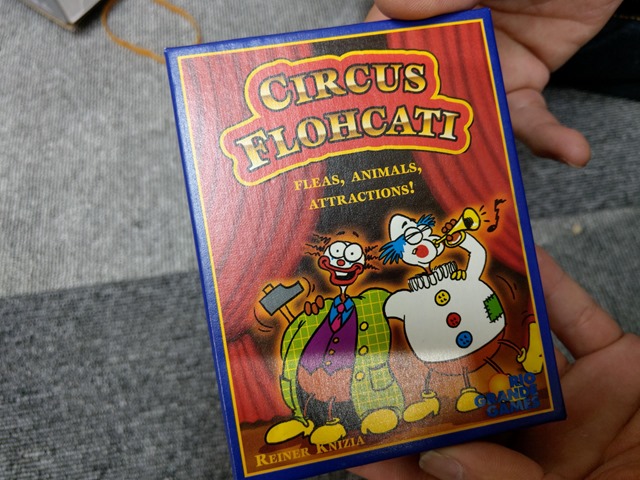 CIRCUS
FLOHCATI
FLEAS, ANIMALS,
ATTRACTIONS!
RIO
GRANDE
GAMES
REINER KNIZIA